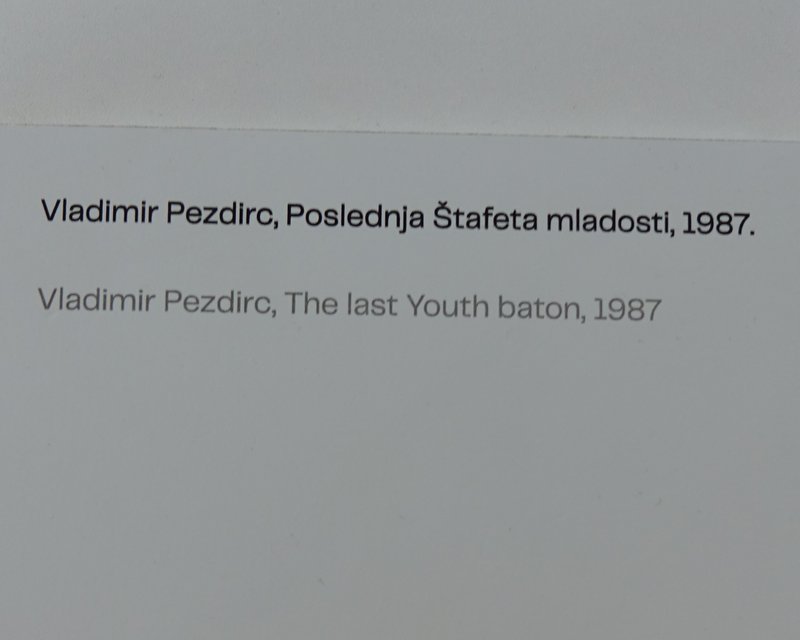 Vladimir Pezdirc, Poslednja Štafeta mladosti, 1987.
Vladimir Pezdirc, The last Youth baton, 1987